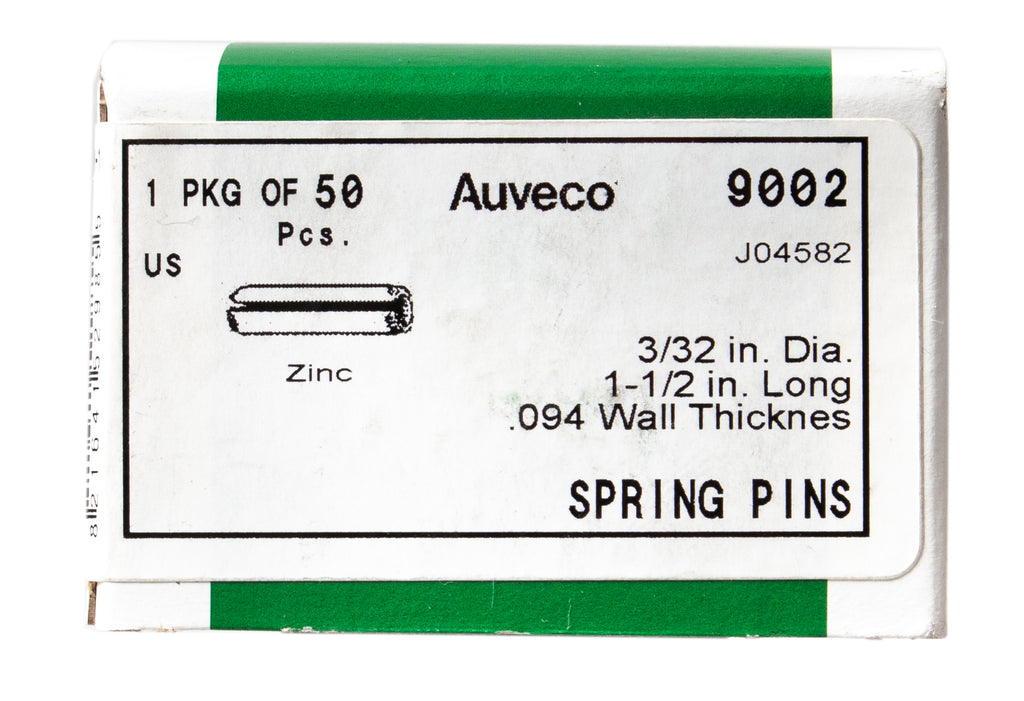 1 PKG OF 50 Auveco 9002
Pcs.
US
J04582
Zinc
3/32 in. Dia.
1-1/2 in. Long
.094 Wall Thicknes
SPRING PINS